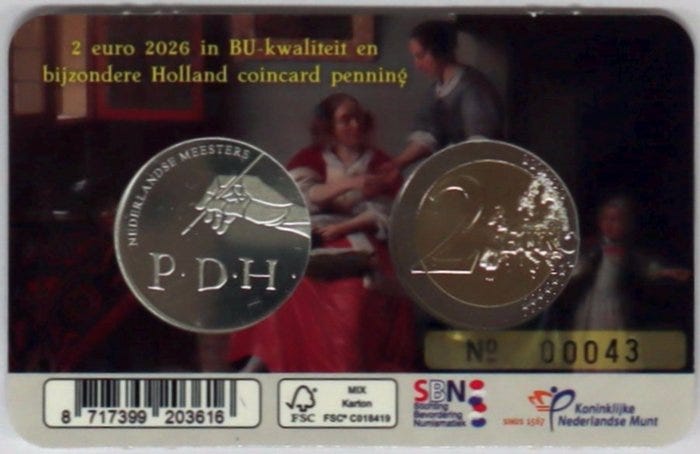 2 euro 2026 in BU-kwaliteit en
bijzondere Holland coincard penning
NEDERLANDSE MEESTERS
P·D·H·
2
Nº 00043
8 717399 203616
FSC
MIX
Karton
FSC® C018419
SBN
Stichting
Bevordering
Numismatiek
SINDS 1567
Koninklijke
Nederlandse Munt